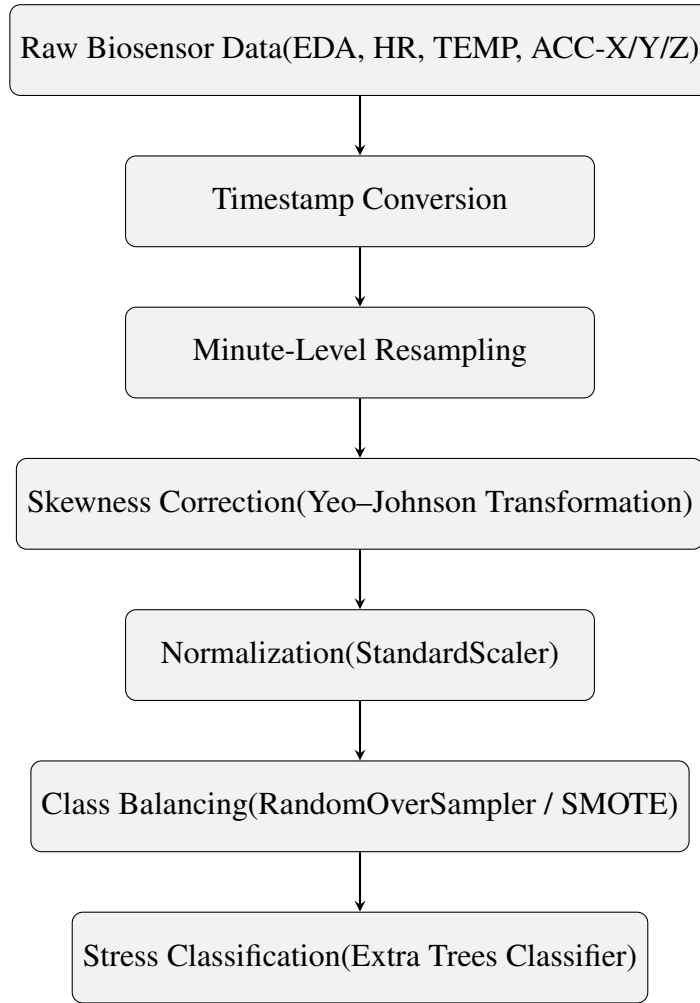 Raw Biosensor Data(EDA, HR, TEMP, ACC-X/Y/Z)
Timestamp Conversion
Minute-Level Resampling
Skewness Correction(Yeo–Johnson Transformation)
Normalization(StandardScaler)
Class Balancing(RandomOverSampler / SMOTE)
Stress Classification(Extra Trees Classifier)